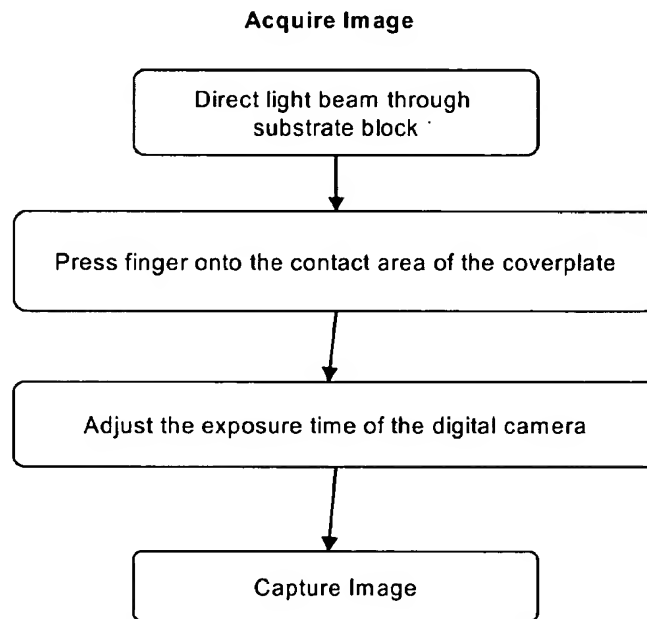 Acquire Image
Direct light beam through
substrate block
Press finger onto the contact area of the coverplate
Adjust the exposure time of the digital camera
Capture Image